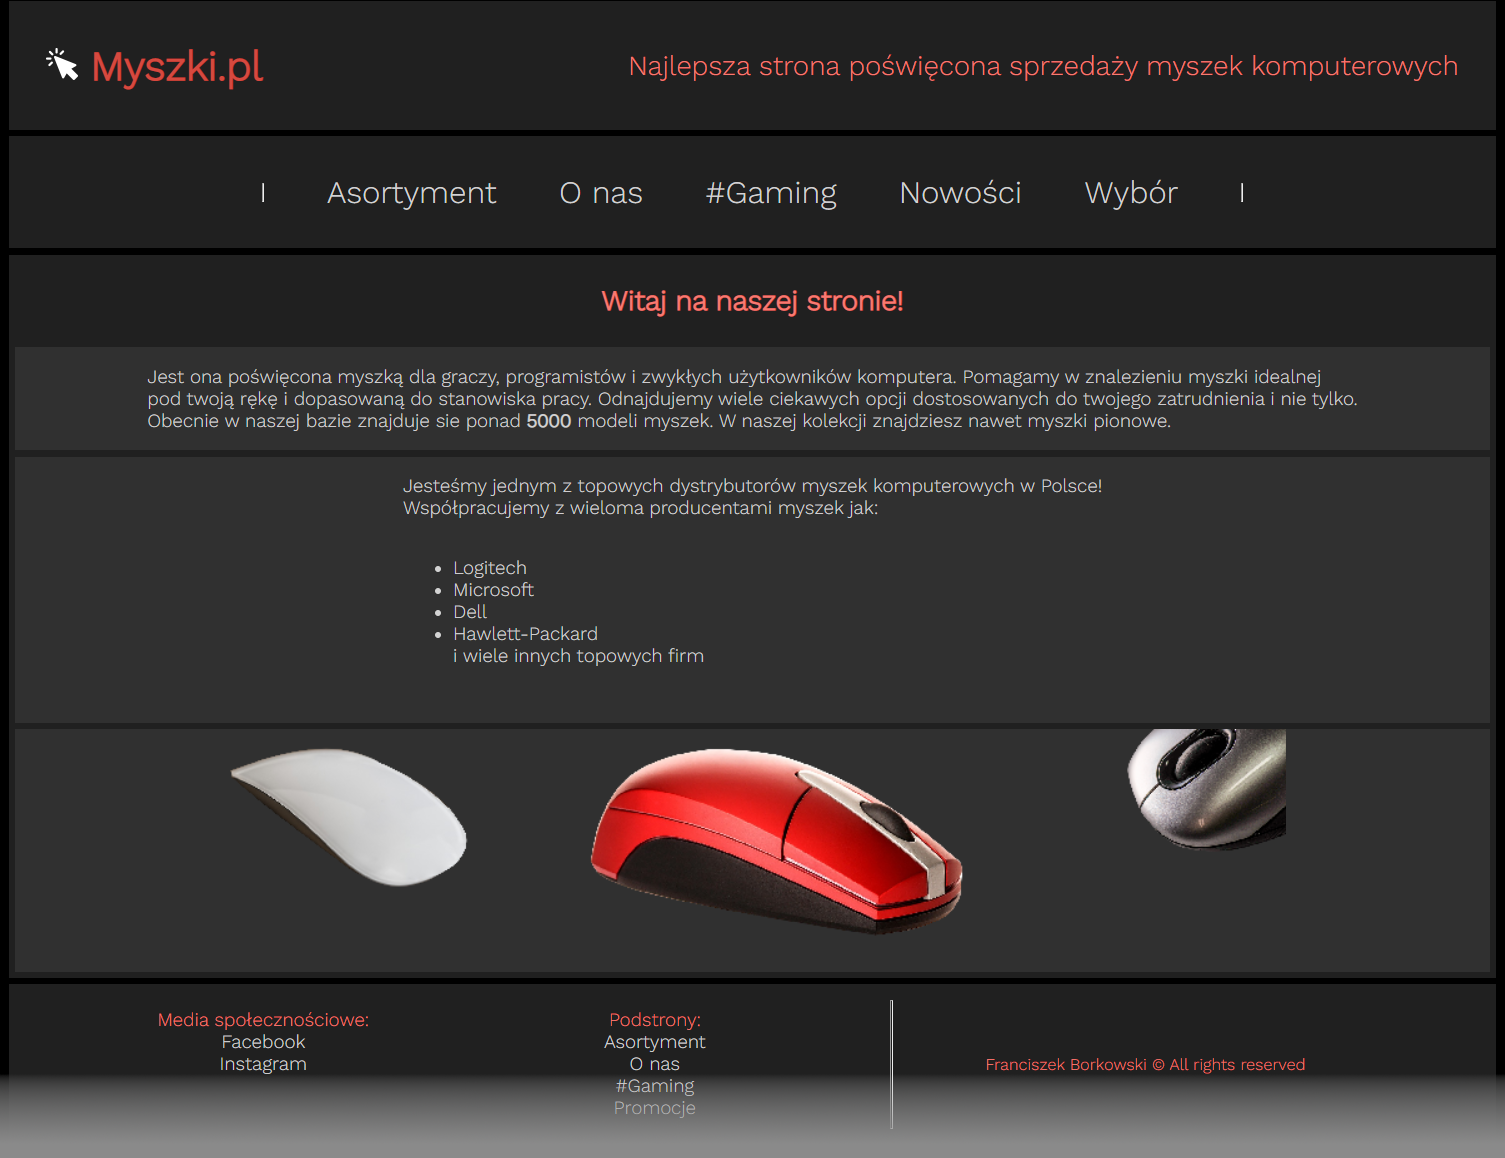 Myszki.pl
Najlepsza strona poświęcona sprzedaży myszek komputerowych
| Asortyment O nas #Gaming Nowości Wybór |
Witaj na naszej stronie!
Jest ona poświęcona myszką dla graczy, programistów i zwykłych użytkowników komputera. Pomagamy w znalezieniu myszki idealnej
pod twoją rękę i dopasowaną do stanowiska pracy. Odnajdujemy wiele ciekawych opcji dostosowanych do twojego zatrudnienia i nie tylko.
Obecnie w naszej bazie znajduje sie ponad 5000 modeli myszek. W naszej kolekcji znajdziesz nawet myszki pionowe.
Jesteśmy jednym z topowych dystrybutorów myszek komputerowych w Polsce!
Współpracujemy z wieloma producentami myszek jak:
• Logitech
• Microsoft
• Dell
• Hawlett-Packard
i wiele innych topowych firm
Media społecznościowe:
Facebook
Instagram
Podstrony:
Asortyment
O nas
#Gaming
Promocje
Franciszek Borkowski © All rights reserved